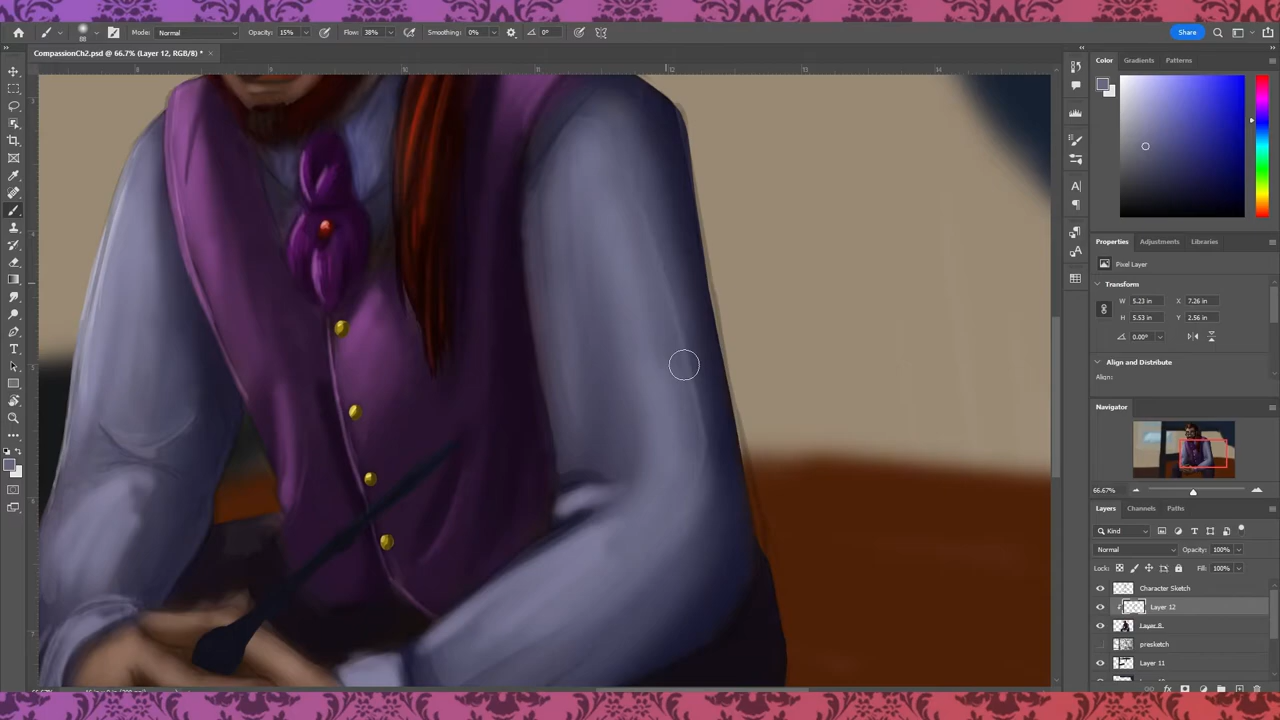 Mode: Normal Opacity: 15% Flow: 38% Smoothing: 0% 0° Share
CompassionCh2.psd @ 66.7% (Layer 12, RGB/8) * ×
Color Gradients Patterns
Properties Adjustments Libraries
Pixel Layer
Transform
W 5.23 in X 7.26 in
H 5.53 in Y 2.56 in
0.00°
Align and Distribute
Align:
Navigator
66.67%
Layers Channels Paths
Kind
Normal Opacity: 100%
Lock: Fill: 100%
Character Sketch
Layer 12
Layer 8
presketch
Layer 11